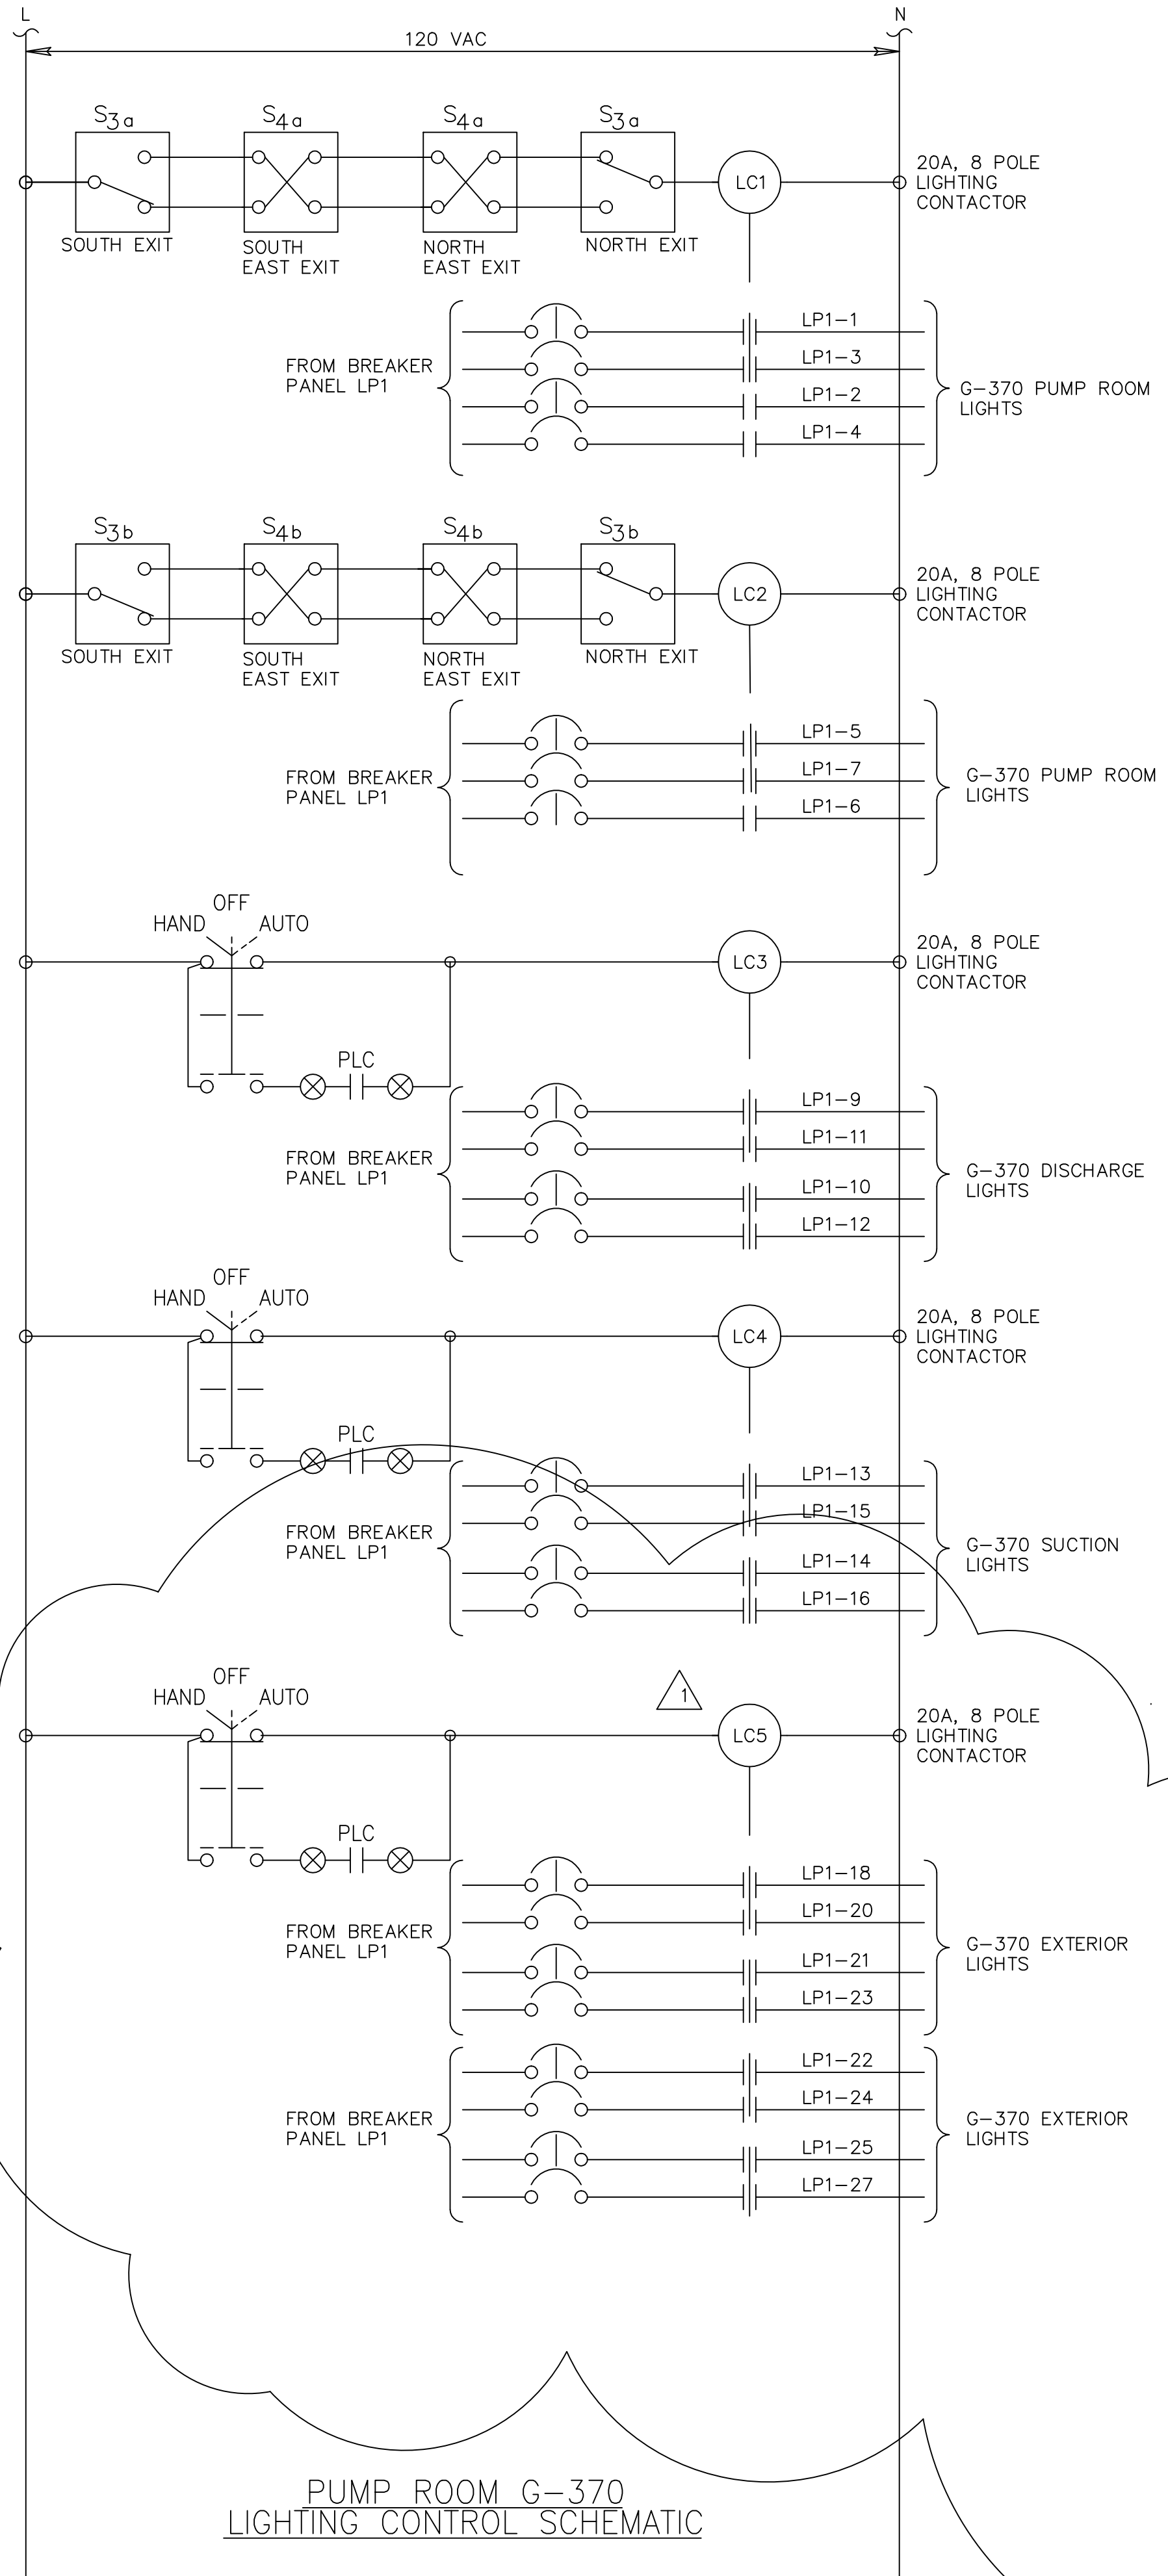 L
N
120 VAC
S3a
S4a
S4a
S3a
LC1
20A, 8 POLE
LIGHTING
CONTACTOR
SOUTH EXIT
SOUTH
EAST EXIT
NORTH
EAST EXIT
NORTH EXIT
FROM BREAKER
PANEL LP1
LP1-1
LP1-3
LP1-2
LP1-4
G-370 PUMP ROOM
LIGHTS
S3b
S4b
S4b
S3b
LC2
20A, 8 POLE
LIGHTING
CONTACTOR
SOUTH EXIT
SOUTH
EAST EXIT
NORTH
EAST EXIT
NORTH EXIT
FROM BREAKER
PANEL LP1
LP1-5
LP1-7
LP1-6
G-370 PUMP ROOM
LIGHTS
OFF
HAND
AUTO
LC3
20A, 8 POLE
LIGHTING
CONTACTOR
PLC
FROM BREAKER
PANEL LP1
LP1-9
LP1-11
LP1-10
LP1-12
G-370 DISCHARGE
LIGHTS
OFF
HAND
AUTO
LC4
20A, 8 POLE
LIGHTING
CONTACTOR
PLC
FROM BREAKER
PANEL LP1
LP1-13
LP1-15
LP1-14
LP1-16
G-370 SUCTION
LIGHTS
OFF
HAND
AUTO
1
LC5
20A, 8 POLE
LIGHTING
CONTACTOR
PLC
FROM BREAKER
PANEL LP1
LP1-18
LP1-20
LP1-21
LP1-23
G-370 EXTERIOR
LIGHTS
FROM BREAKER
PANEL LP1
LP1-22
LP1-24
LP1-25
LP1-27
G-370 EXTERIOR
LIGHTS
PUMP ROOM G-370
LIGHTING CONTROL SCHEMATIC